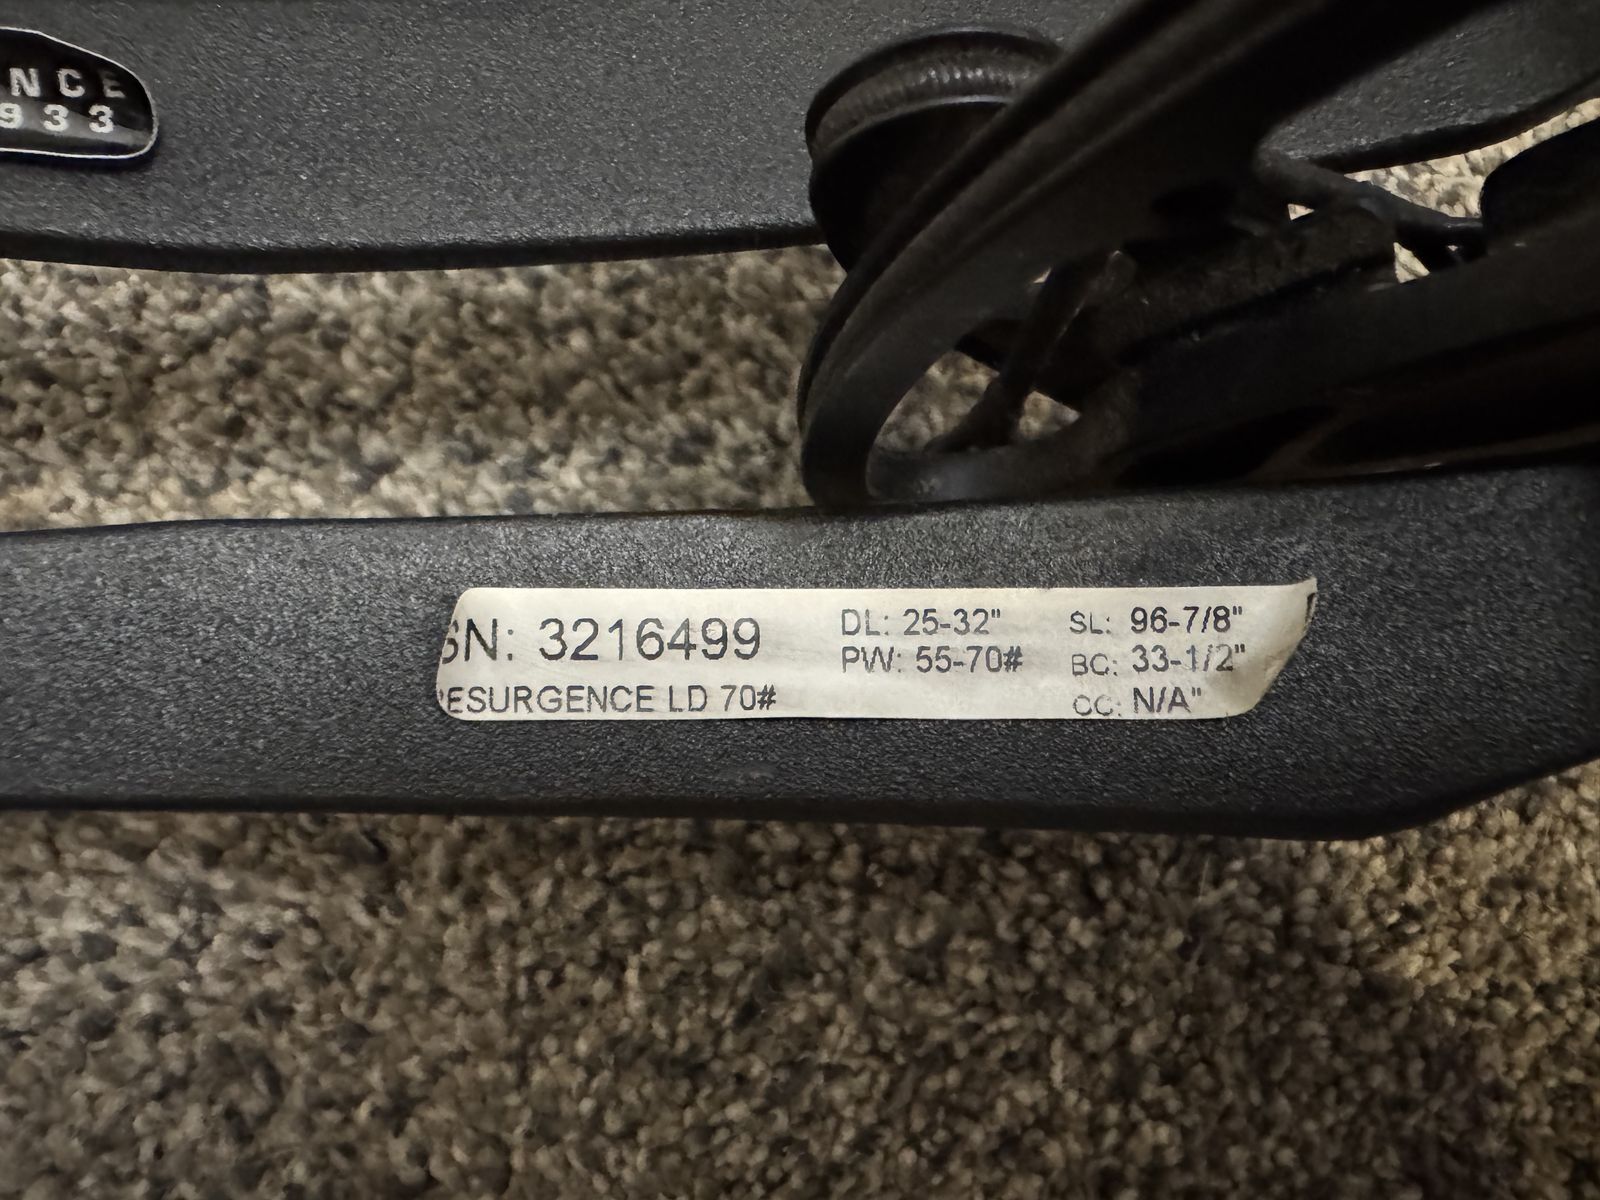 NCE
933
SN: 3216499
ESURGENCE LD 70#
DL: 25-32"
PW: 55-70#
SL: 96-7/8"
BC: 33-1/2"
CC: N/A"